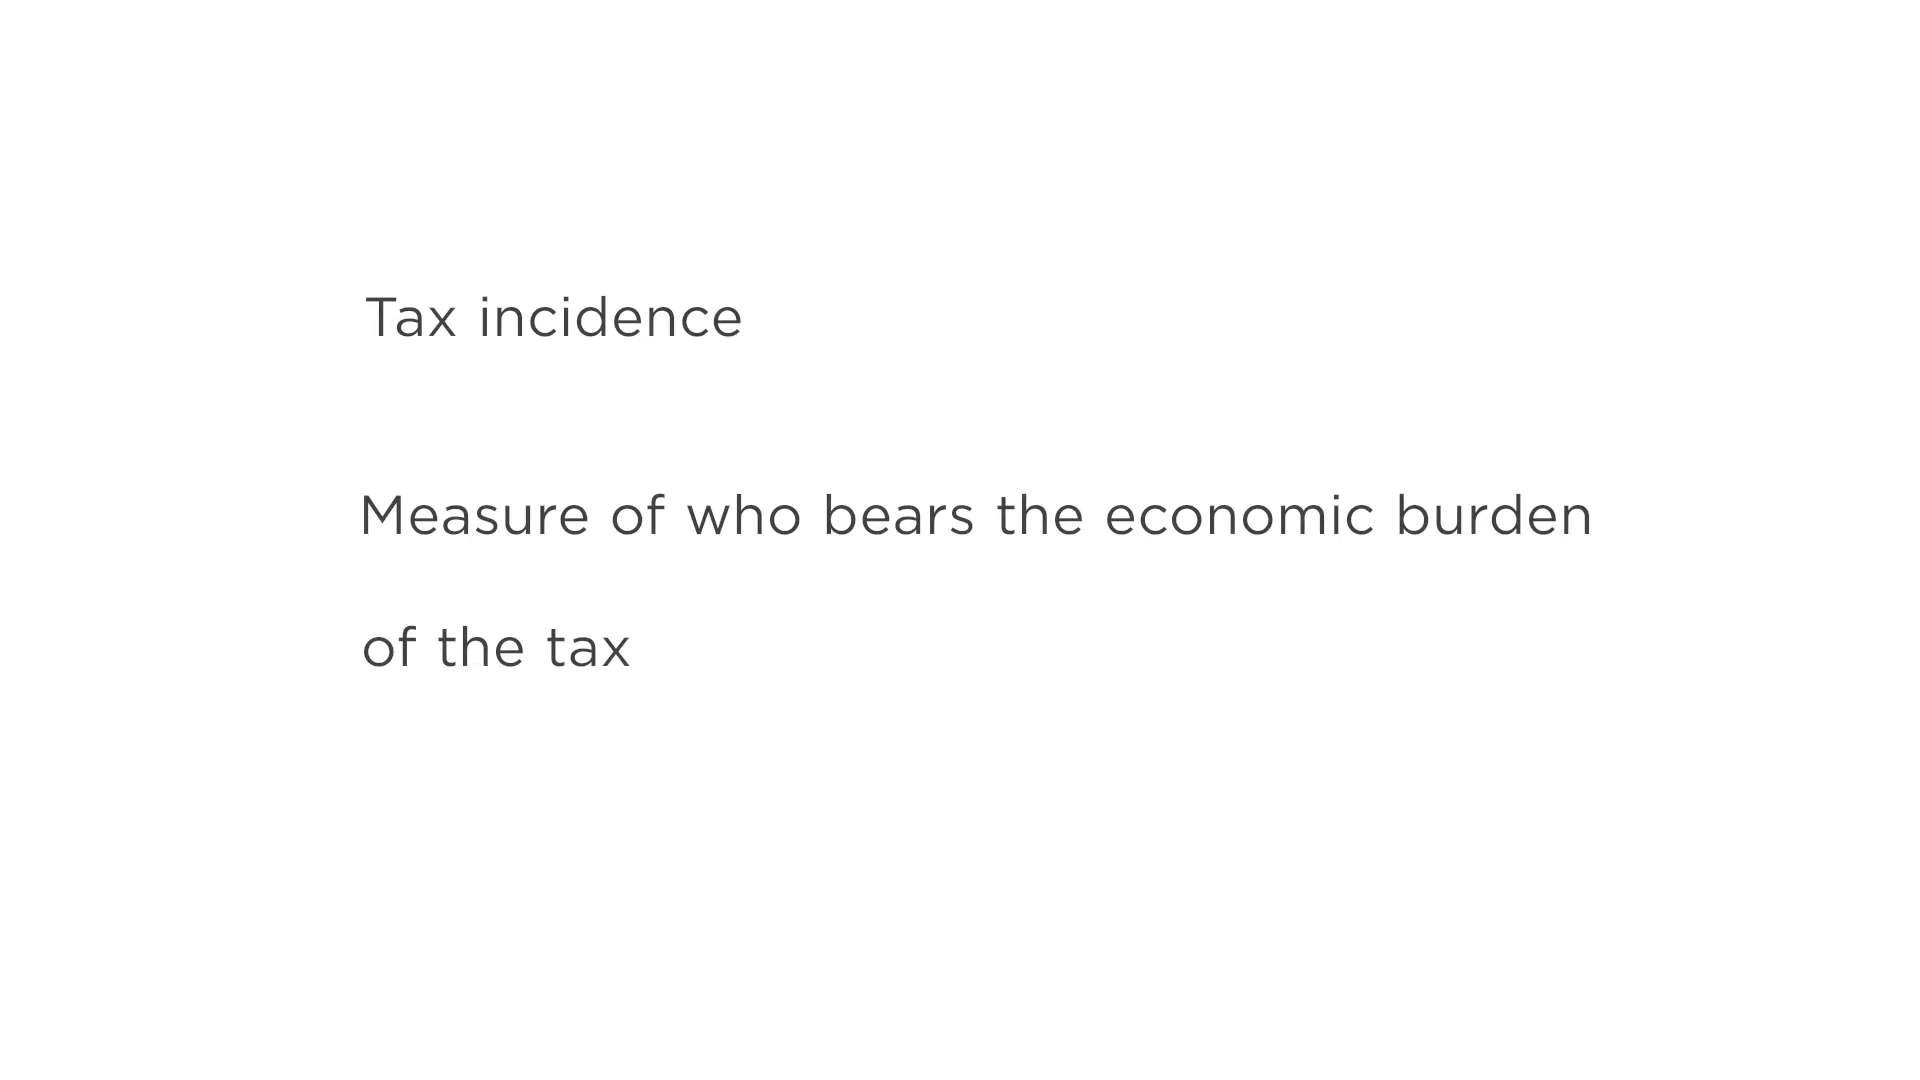 Tax incidence
Measure of who bears the economic burden
of the tax